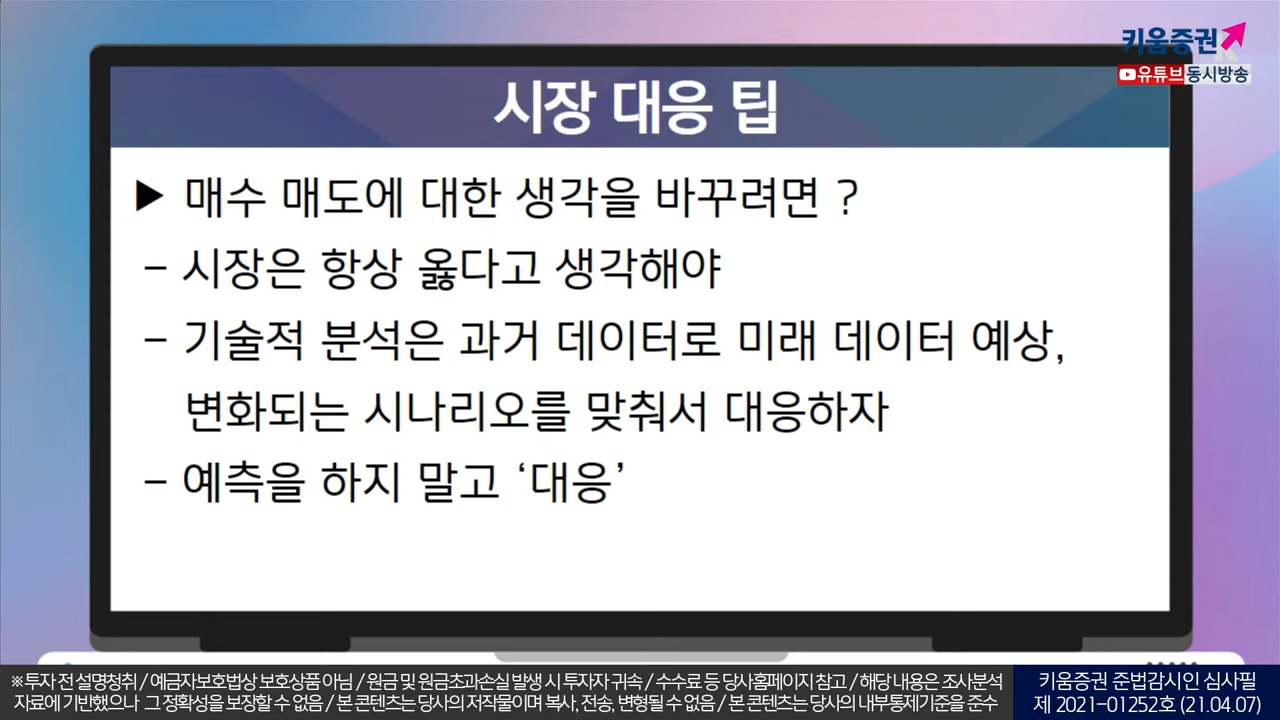 키움증권
유튜브 동시방송
시장 대응 팁
▶ 매수 매도에 대한 생각을 바꾸려면 ?
– 시장은 항상 옳다고 생각해야
– 기술적 분석은 과거 데이터로 미래 데이터 예상,
변화되는 시나리오를 맞춰서 대응하자
– 예측을 하지 말고 ‘대응’
※투자 전 설명청취 / 예금자보호법상 보호상품 아님 / 원금 및 원금초과손실 발생 시 투자자 귀속 / 수수료 등 당사홈페이지 참고 / 해당 내용은 조사분석
자료에 기반했으나 그 정확성을 보장할 수 없음 / 본 콘텐츠는 당사의 저작물이며 복사, 전송, 변형될 수 없음 / 본 콘텐츠는 당사의 내부통제기준을 준수
키움증권 준법감시인 심사필
제 2021-01252호 (21.04.07)